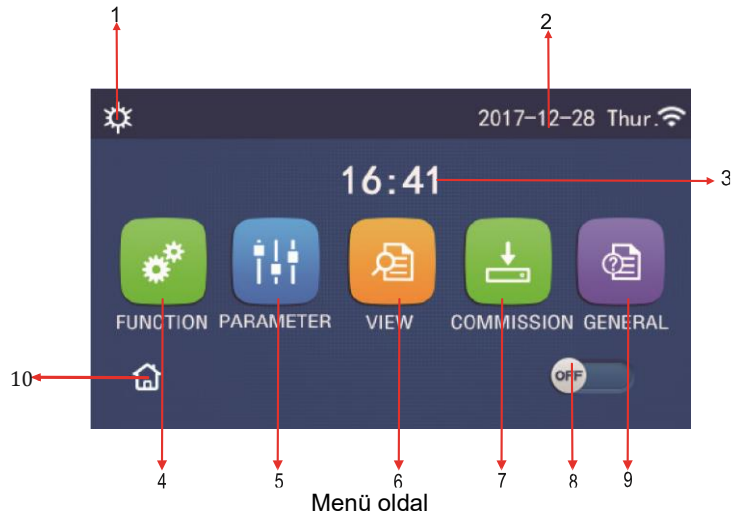 1
2
2017-12-28 Thur.
16:41
3
FUNCTION PARAMETER VIEW COMMISSION GENERAL
10
OFF
4 5 6 7 8 9
Menü oldal